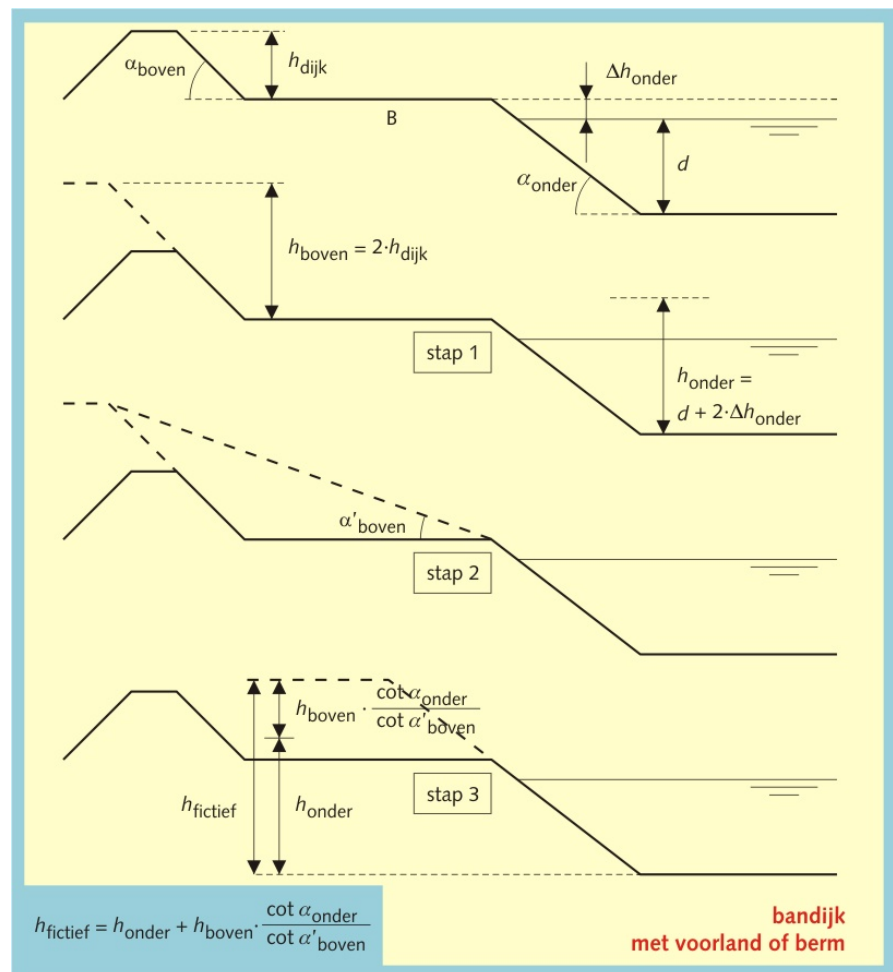 α_boven
h_dijk
Δh_onder
B
d
α_onder
h_boven = 2·h_dijk
stap 1
h_onder =
d + 2·Δh_onder
α'_boven
stap 2
h_boven · cot α_onder / cot α'_boven
h_fictief
h_onder
stap 3
h_fictief = h_onder + h_boven · cot α_onder / cot α'_boven
bandijk
met voorland of berm